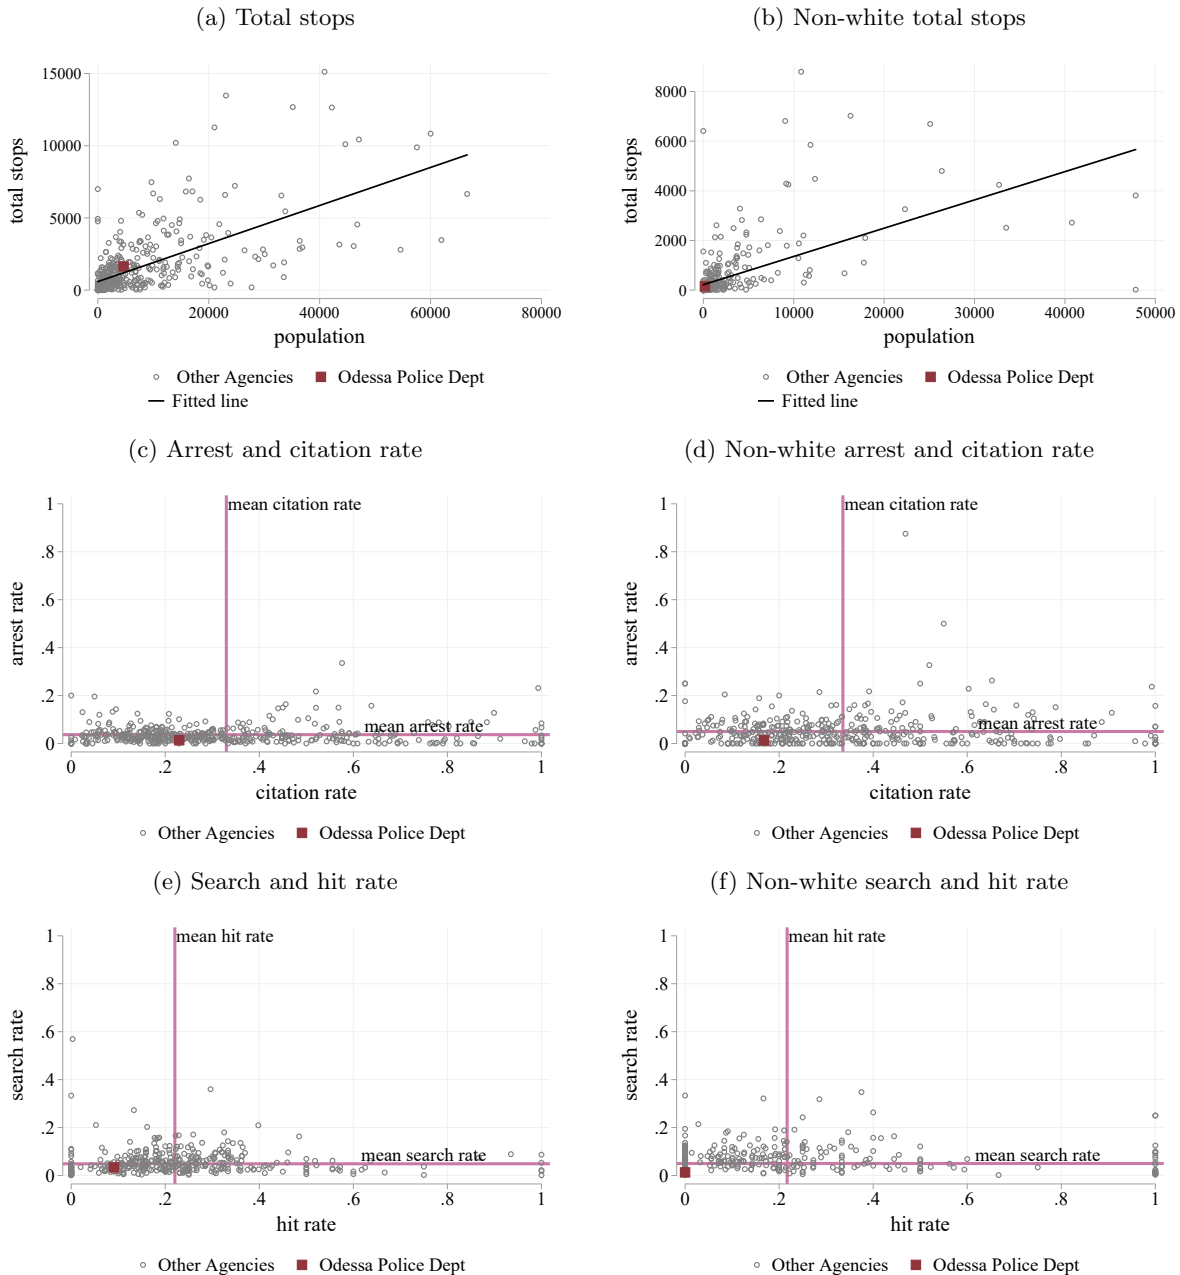 (a) Total stops
(b) Non-white total stops
total stops
15000
10000
5000
0
0 20000 40000 60000 80000
population
Other Agencies Odessa Police Dept
Fitted line
total stops
8000
6000
4000
2000
0
0 10000 20000 30000 40000 50000
population
Other Agencies Odessa Police Dept
Fitted line
(c) Arrest and citation rate
(d) Non-white arrest and citation rate
arrest rate
1
.8
.6
.4
.2
0
mean citation rate
mean arrest rate
0 .2 .4 .6 .8 1
citation rate
Other Agencies Odessa Police Dept
arrest rate
1
.8
.6
.4
.2
0
mean citation rate
mean arrest rate
0 .2 .4 .6 .8 1
citation rate
Other Agencies Odessa Police Dept
(e) Search and hit rate
(f) Non-white search and hit rate
search rate
1
.8
.6
.4
.2
0
mean hit rate
mean search rate
0 .2 .4 .6 .8 1
hit rate
Other Agencies Odessa Police Dept
search rate
1
.8
.6
.4
.2
0
mean hit rate
mean search rate
0 .2 .4 .6 .8 1
hit rate
Other Agencies Odessa Police Dept